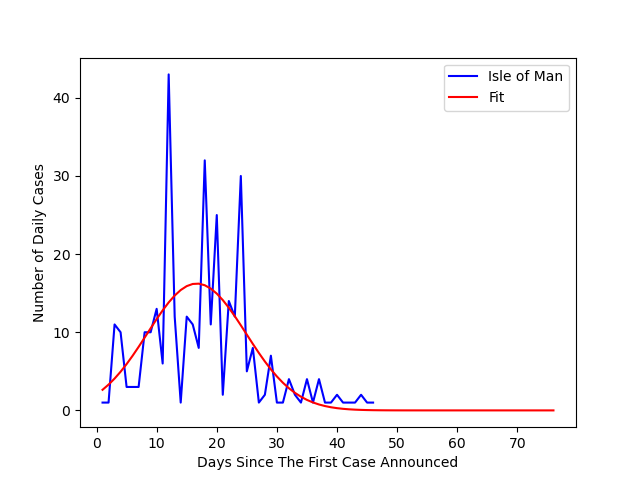 Isle of Man
Fit
Number of Daily Cases
40
30
20
10
0
0 10 20 30 40 50 60 70
Days Since The First Case Announced